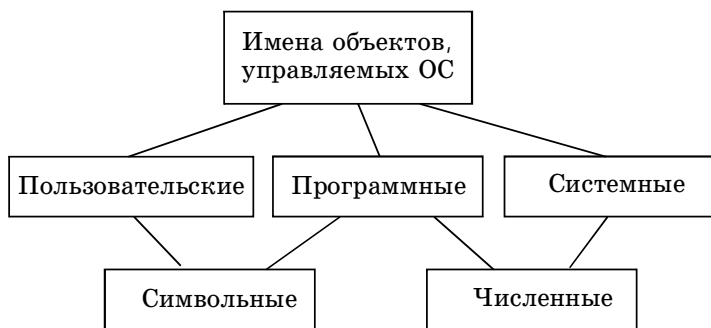 Имена объектов,
управляемых ОС
Пользовательские
Программные
Системные
Символьные
Численные